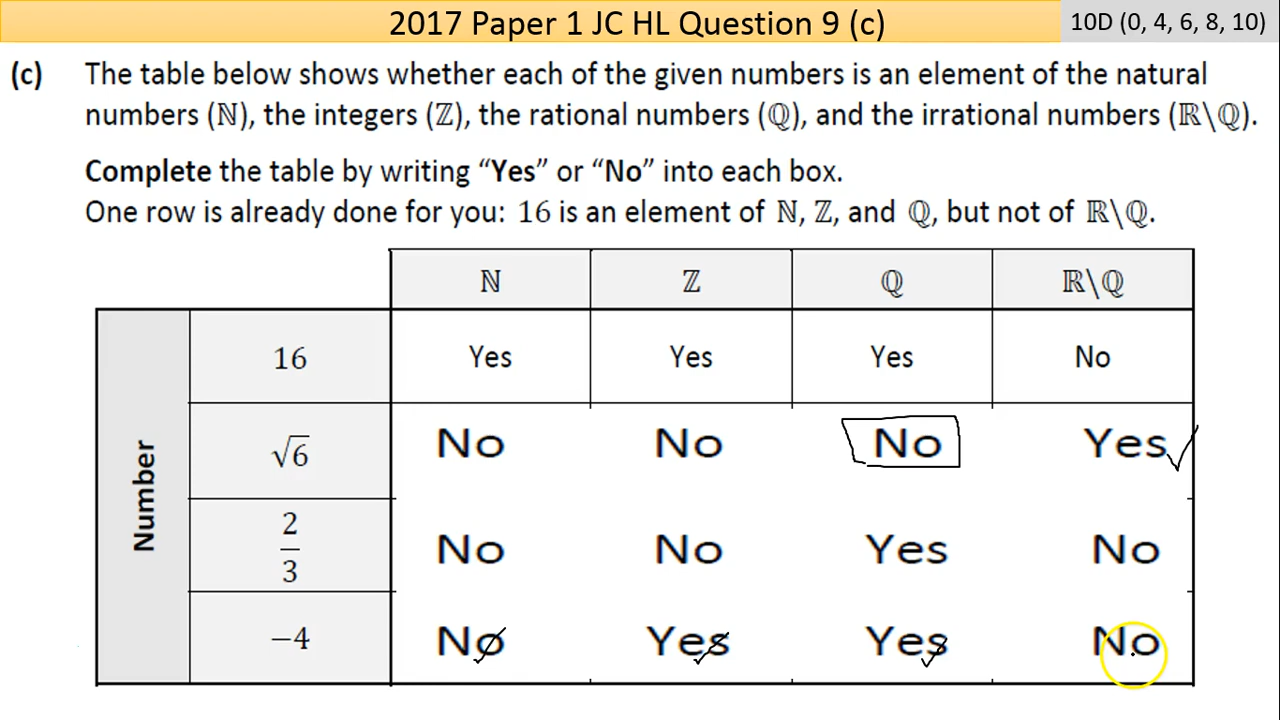 2017 Paper 1 JC HL Question 9 (c)
10D (0, 4, 6, 8, 10)
(c) The table below shows whether each of the given numbers is an element of the natural
numbers (ℕ), the integers (ℤ), the rational numbers (ℚ), and the irrational numbers (ℝ\ℚ).
Complete the table by writing “Yes” or “No” into each box.
One row is already done for you: 16 is an element of ℕ, ℤ, and ℚ, but not of ℝ\ℚ.
ℕ ℤ ℚ ℝ\ℚ
Number
16 Yes Yes Yes No
√6 No No No Yes
2/3 No No Yes No
−4 No Yes Yes No